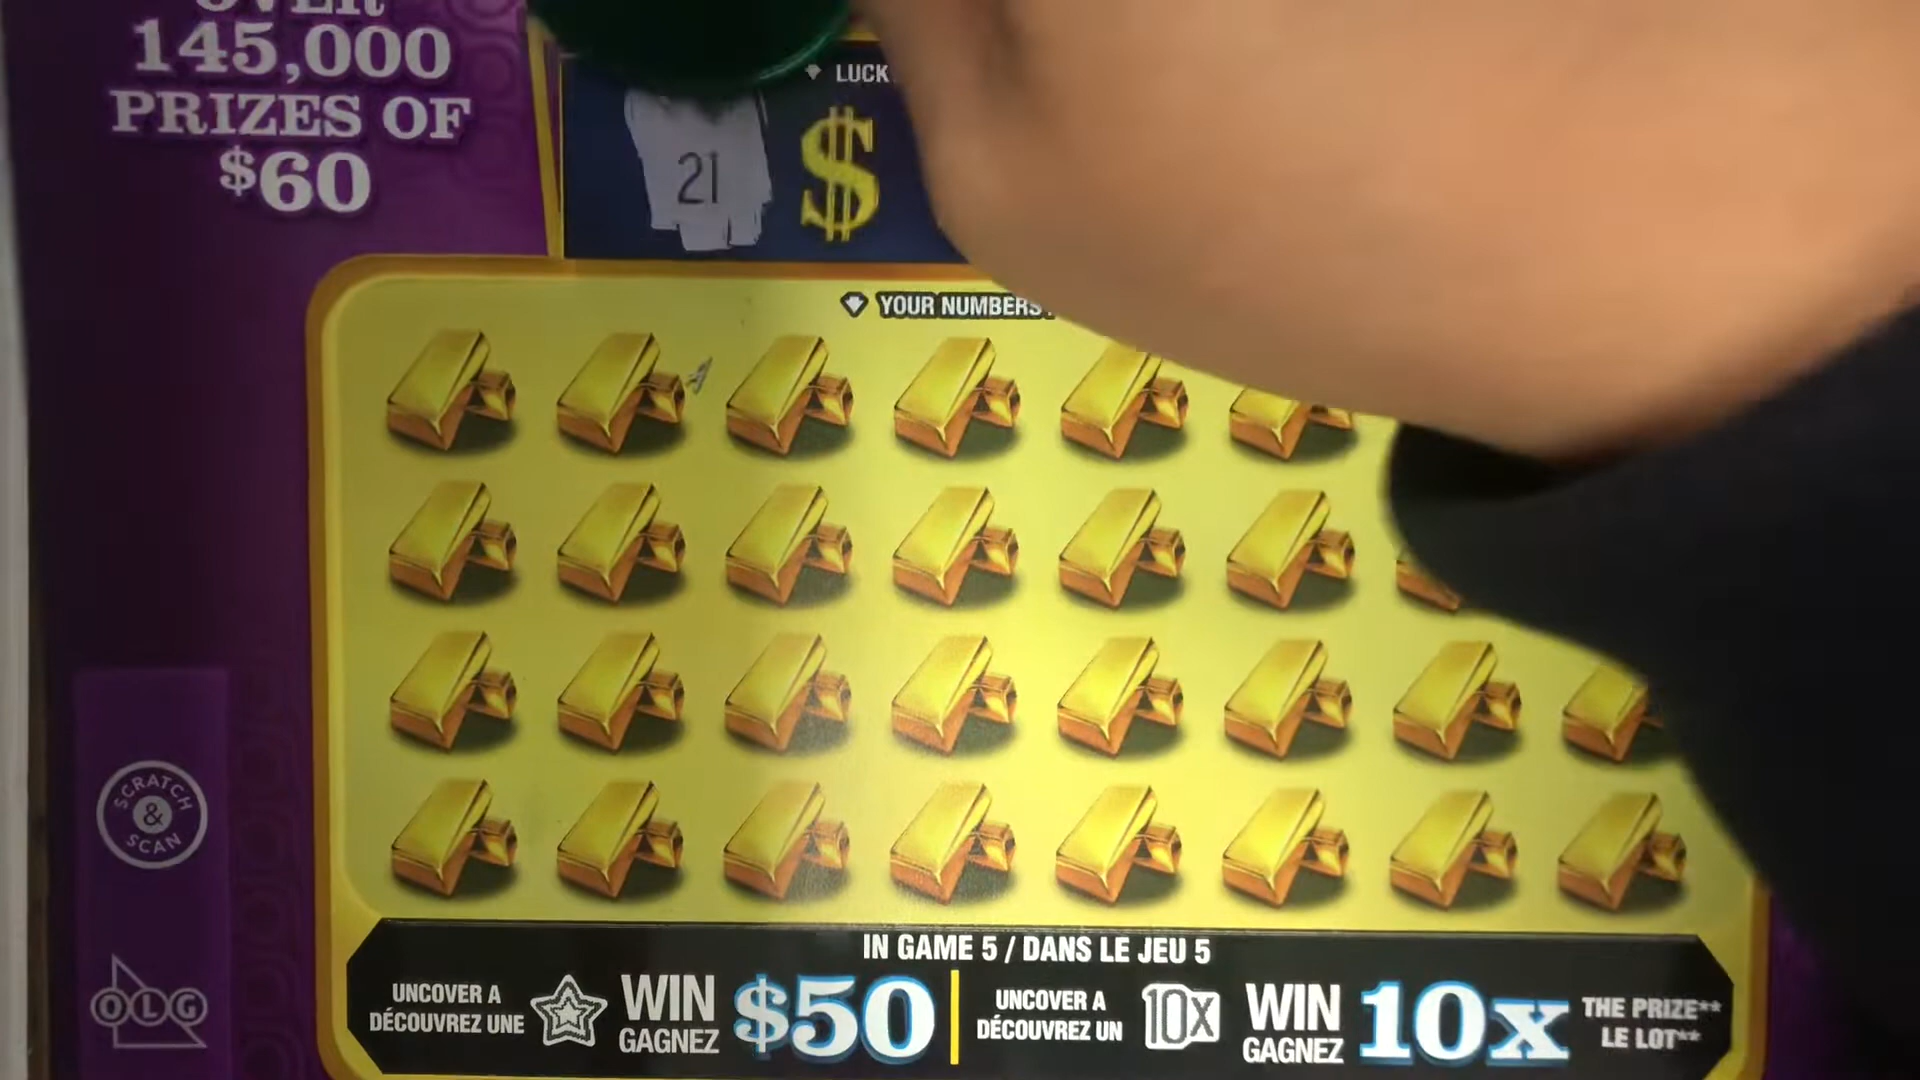 OVER
145,000
PRIZES OF
$60
LUCK
21
$
YOUR NUMBERS
SCRATCH
&
SCAN
OLG
IN GAME 5 / DANS LE JEU 5
UNCOVER A
DÉCOUVREZ UNE
WIN
GAGNEZ
$50
UNCOVER A
DÉCOUVREZ UN
10X
WIN
GAGNEZ
10X
THE PRIZE**
LE LOT**